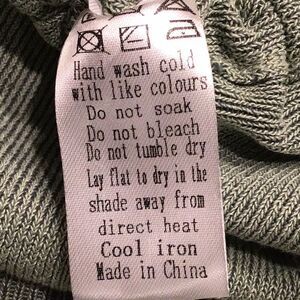 Hand wash cold
with like colours
Do not soak
Do not bleach
Do not tumble dry
Lay flat to dry in the
shade away from
direct heat
Cool iron
Made in China